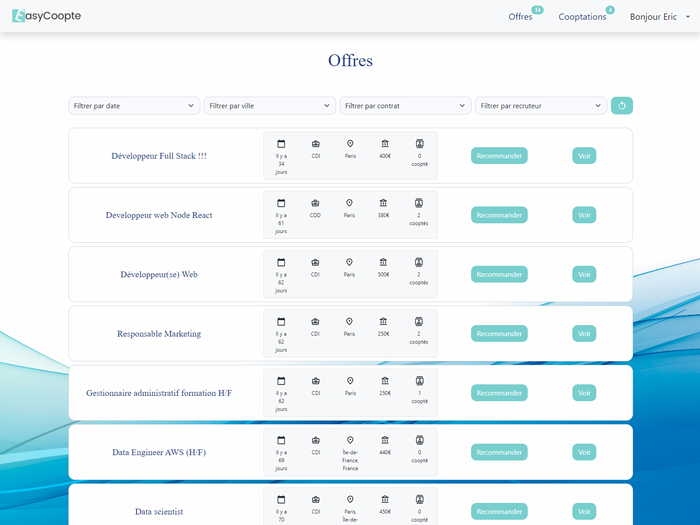 EasyCoopte
Offres 14
Cooptations 4
Bonjour Eric
Offres
Filtrer par date
Filtrer par ville
Filtrer par contrat
Filtrer par recruteur
Développeur Full Stack !!!
Il y a
34
jours
CDI
Paris
400€
0
coopté
Recommander
Voir
Developpeur web Node React
Il y a
61
jours
CDD
Paris
380€
2
cooptés
Recommander
Voir
Développeur(se) Web
Il y a
62
jours
CDI
Paris
500€
2
cooptés
Recommander
Voir
Responsable Marketing
Il y a
62
jours
CDI
Paris
250€
2
cooptés
Recommander
Voir
Gestionnaire administratif formation H/F
Il y a
62
jours
CDI
Paris
250€
1
coopté
Recommander
Voir
Data Engineer AWS (H/F)
Il y a
69
jours
CDI
Île-de-
France,
France
440€
0
coopté
Recommander
Voir
Data scientist
Il y a
70
CDI
Paris,
Île-de-
450€
0
coopté
Recommander
Voir